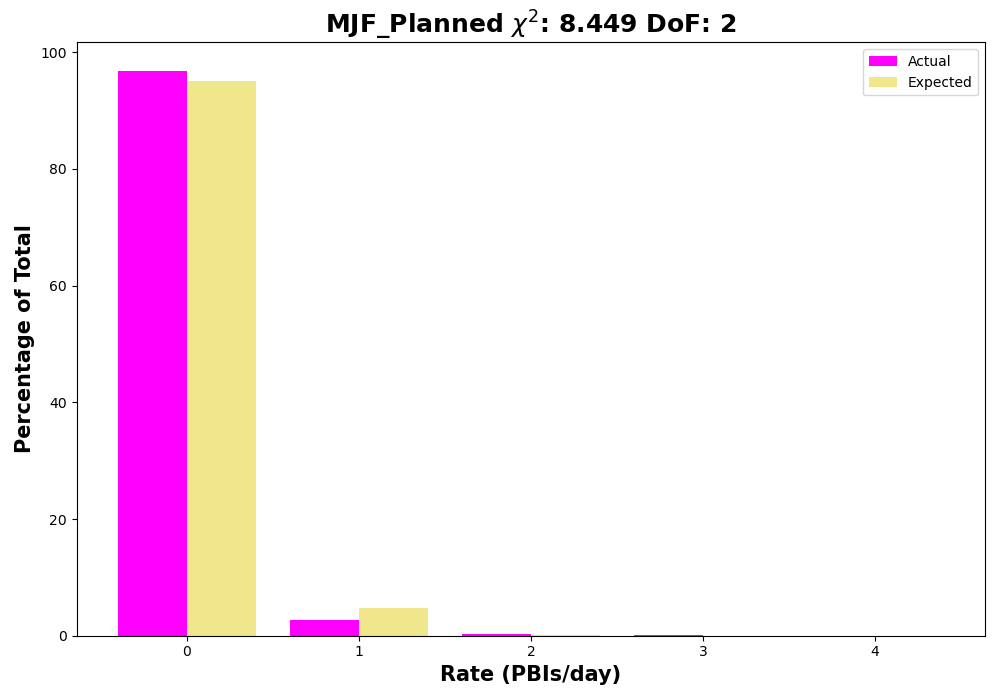 MJF_Planned χ²: 8.449 DoF: 2
Actual
Expected
Percentage of Total
100
80
60
40
20
0
0 1 2 3 4
Rate (PBIs/day)